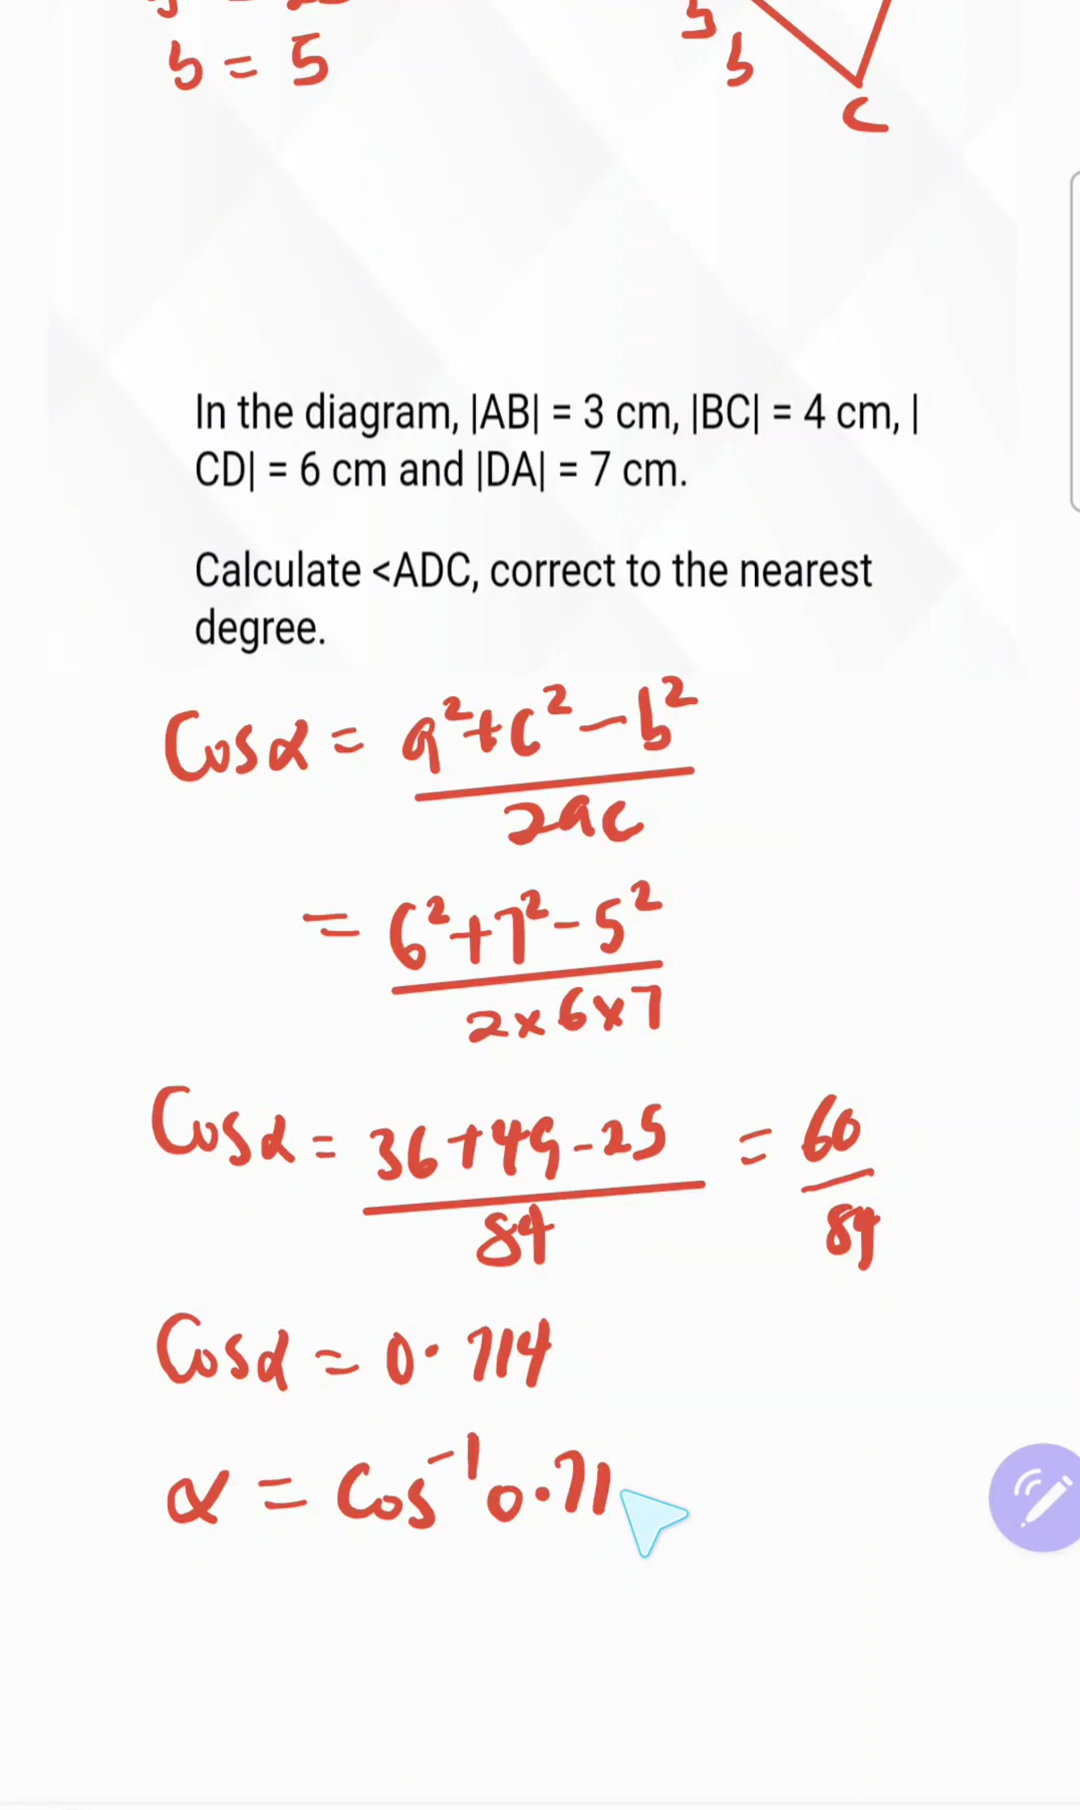 b = 5
5
b
C
In the diagram, |AB| = 3 cm, |BC| = 4 cm, |
CD| = 6 cm and |DA| = 7 cm.
Calculate <ADC, correct to the nearest
degree.
Cosα = a²+c²-b²
2ac
= 6²+7²-5²
2×6×7
Cosα = 36+49-25 = 60
84 84
Cosα = 0.714
α = Cos⁻¹0.71